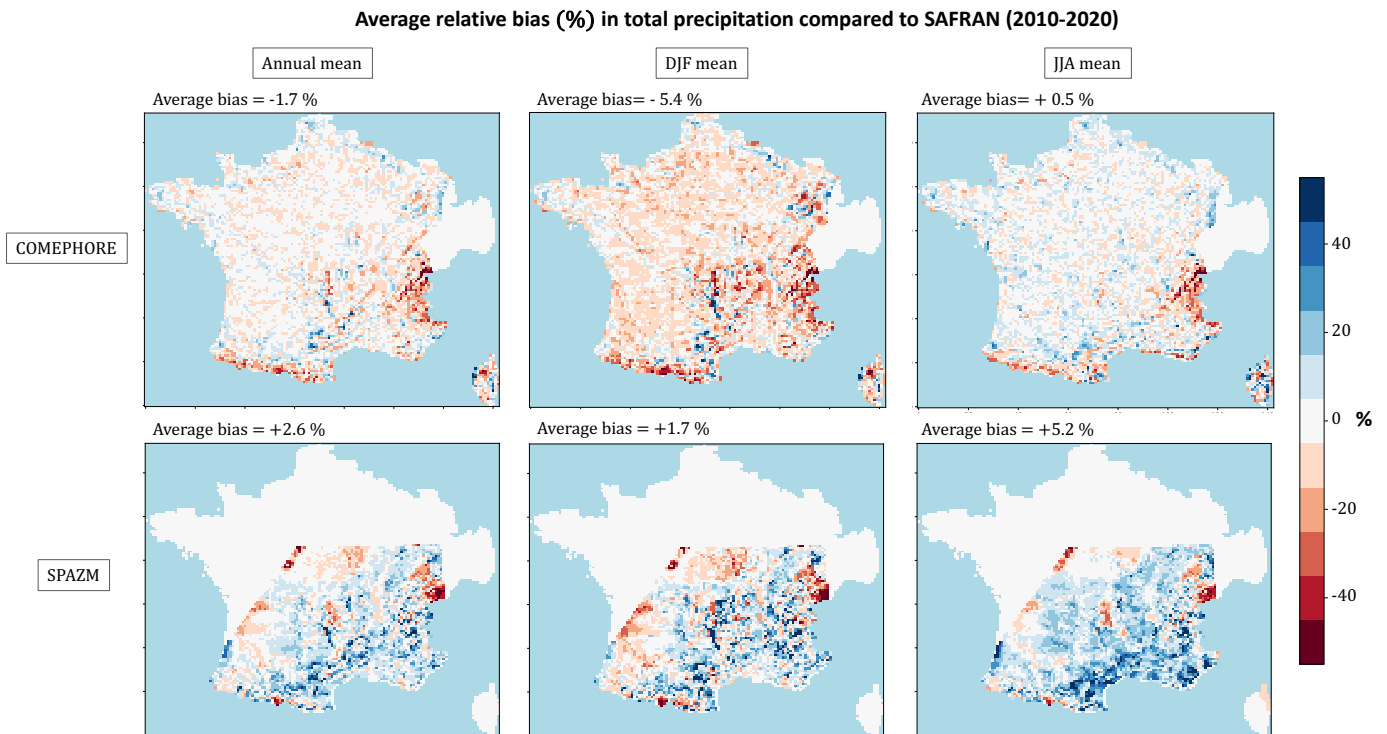 Average relative bias (%) in total precipitation compared to SAFRAN (2010-2020)
Annual mean
DJF mean
JJA mean
Average bias = -1.7 %
Average bias= - 5.4 %
Average bias= + 0.5 %
COMEPHORE
40
20
0 %
-20
-40
Average bias = +2.6 %
Average bias = +1.7 %
Average bias = +5.2 %
SPAZM